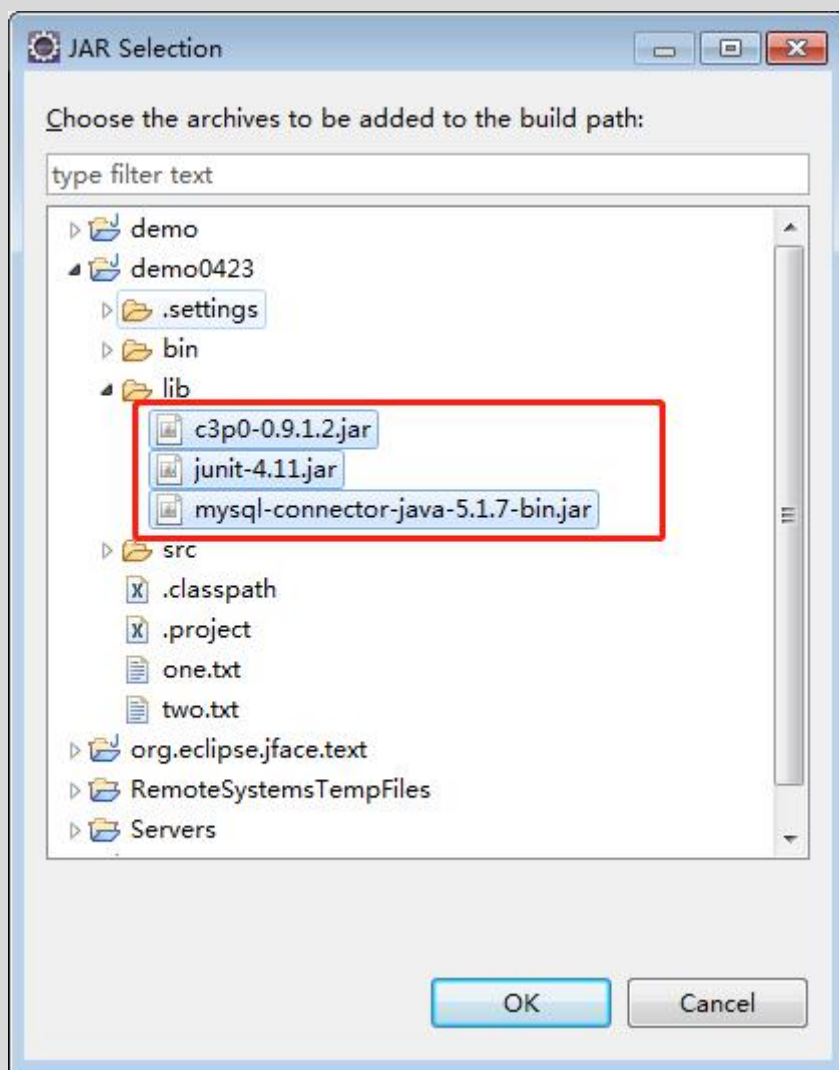 JAR Selection
Choose the archives to be added to the build path:
type filter text
demo
demo0423
.settings
bin
lib
c3p0-0.9.1.2.jar
junit-4.11.jar
mysql-connector-java-5.1.7-bin.jar
src
.classpath
.project
one.txt
two.txt
org.eclipse.jface.text
RemoteSystemsTempFiles
Servers
OK
Cancel